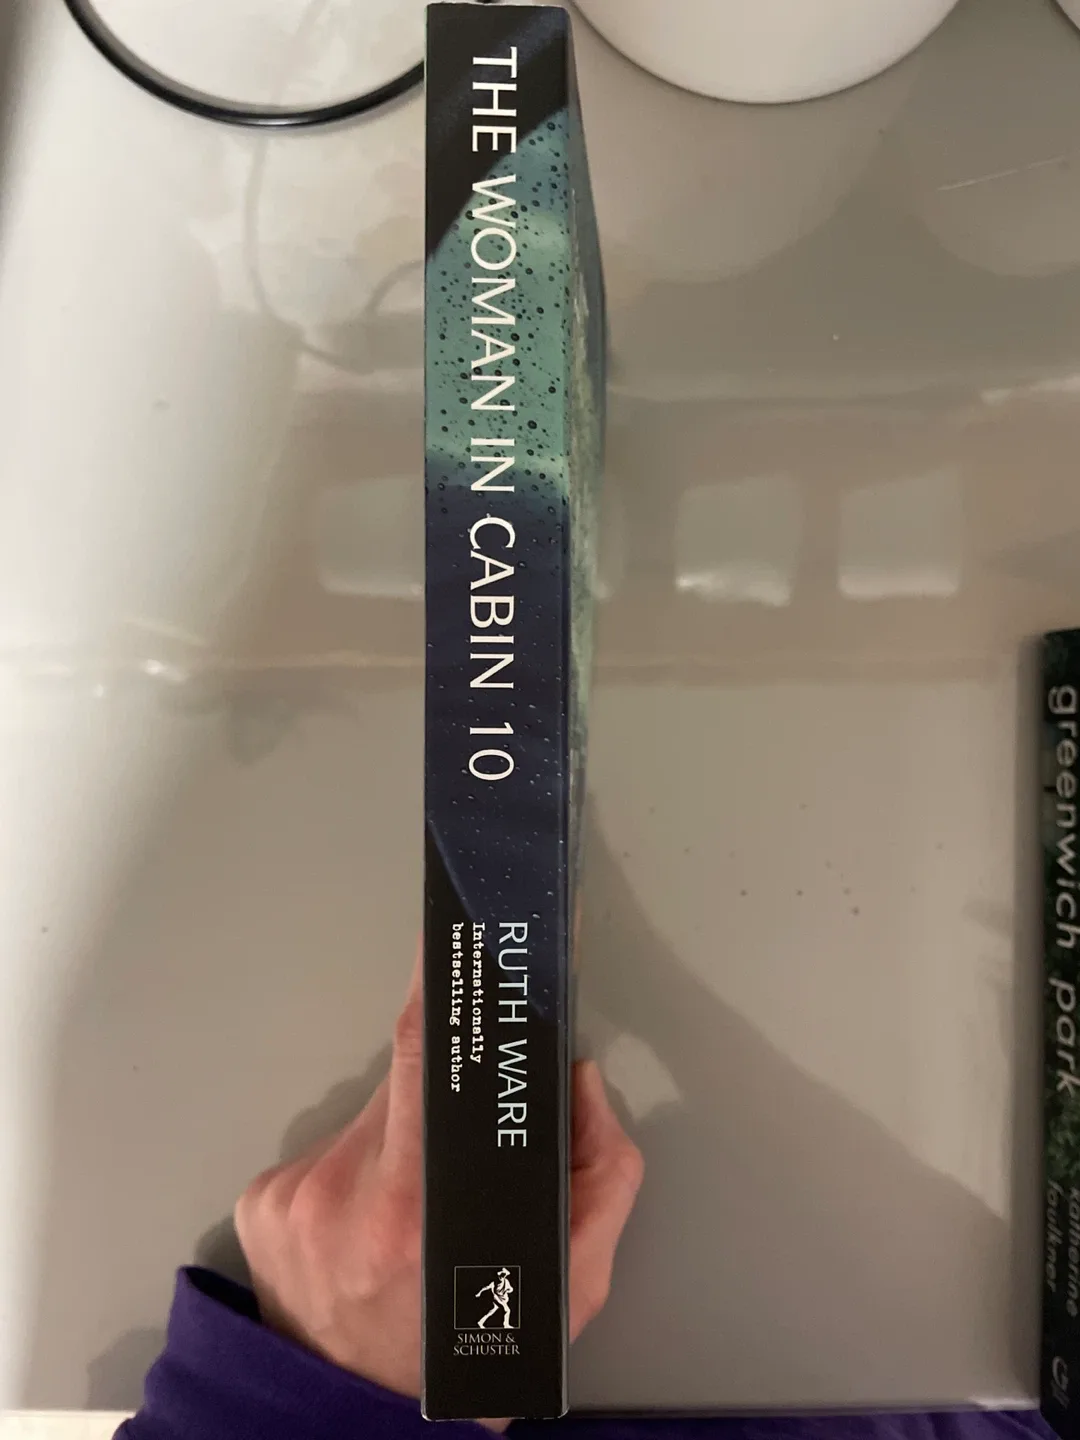 THE WOMAN IN CABIN 10
RUTH WARE
Internationally
bestselling author
SIMON &
SCHUSTER
greenwich park
katherine
faulkner